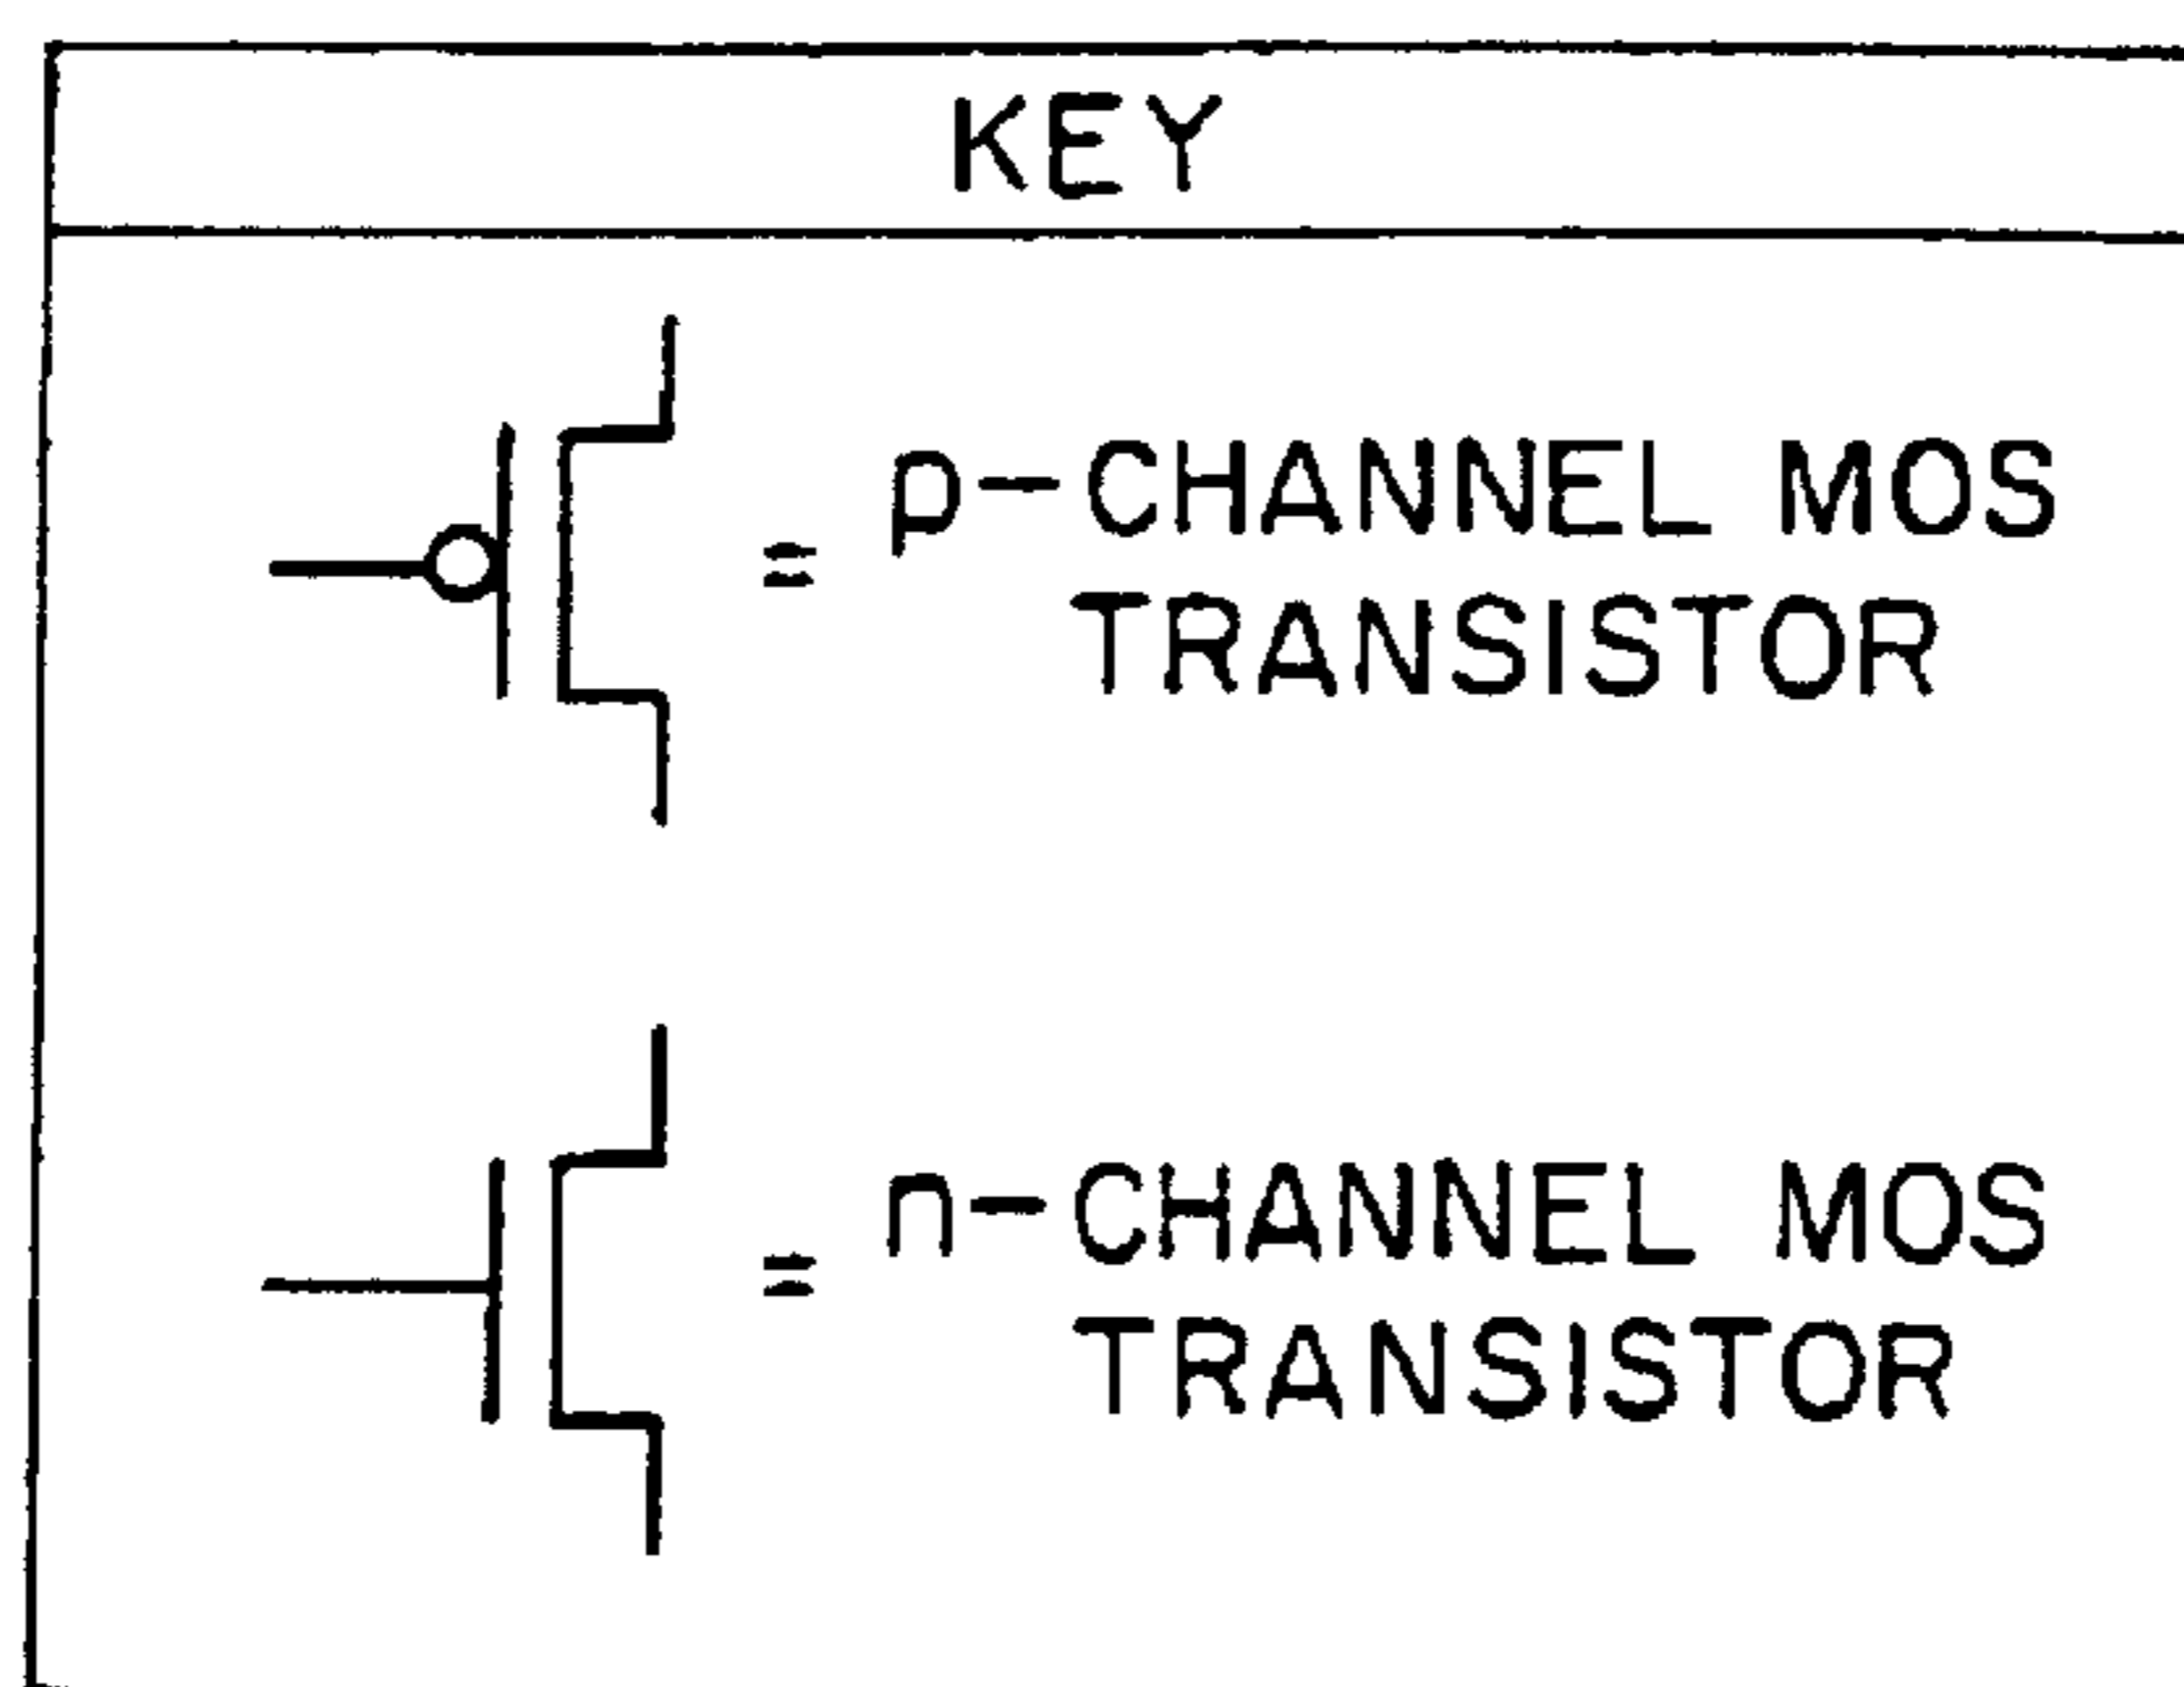 KEY
= p-CHANNEL MOS
TRANSISTOR
= n-CHANNEL MOS
TRANSISTOR